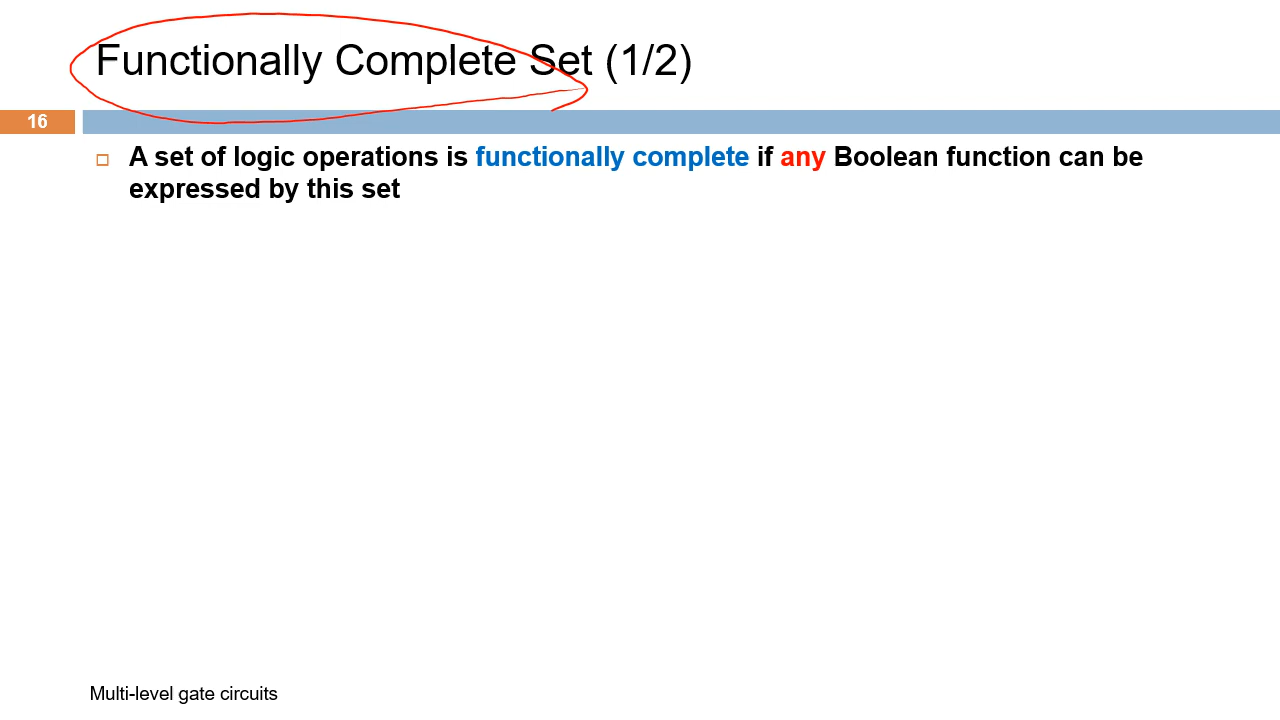 Functionally Complete Set (1/2)
16
A set of logic operations is functionally complete if any Boolean function can be
expressed by this set
Multi-level gate circuits